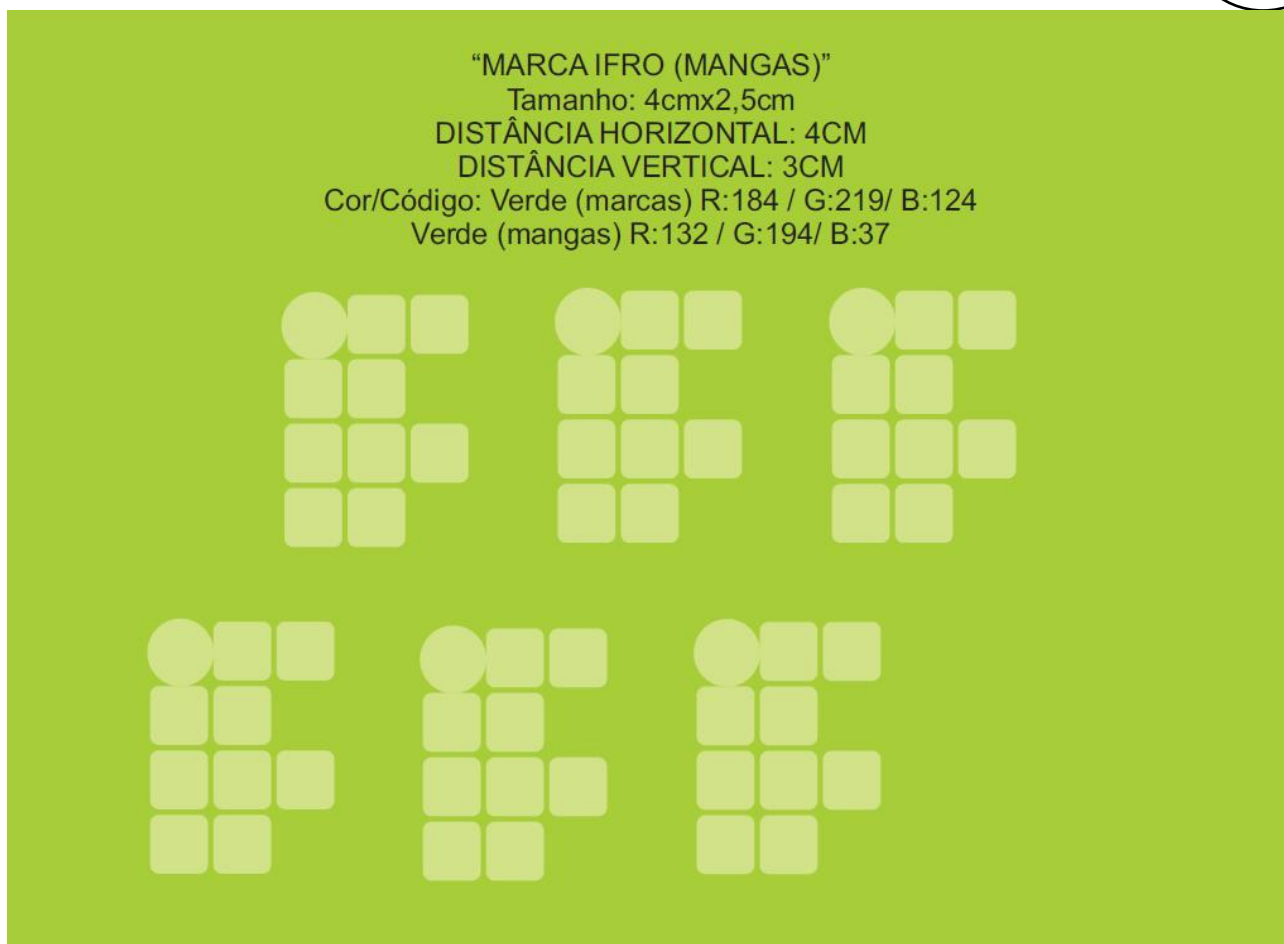 “MARCA IFRO (MANGAS)”
Tamanho: 4cmx2,5cm
DISTÂNCIA HORIZONTAL: 4CM
DISTÂNCIA VERTICAL: 3CM
Cor/Código: Verde (marcas) R:184 / G:219/ B:124
Verde (mangas) R:132 / G:194/ B:37